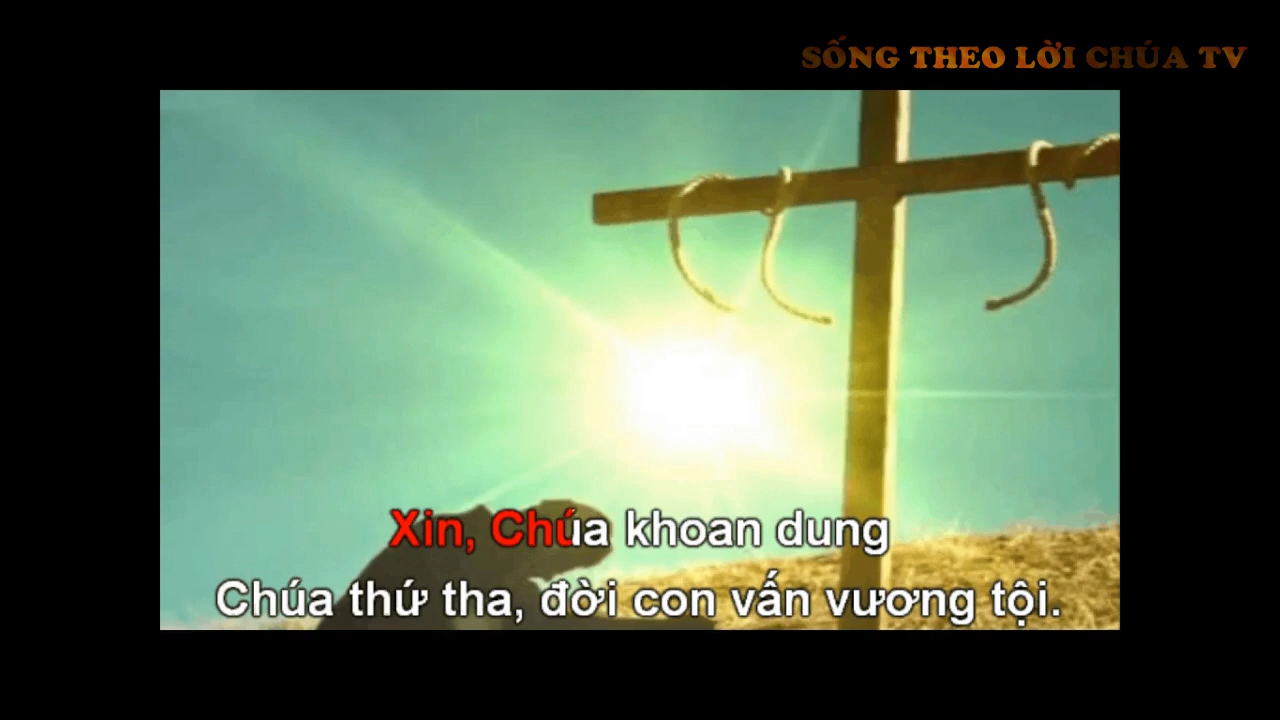 SỐNG THEO LỜI CHÚA TV
Xin, Chúa khoan dung
Chúa thứ tha, đời con vấn vương tội.